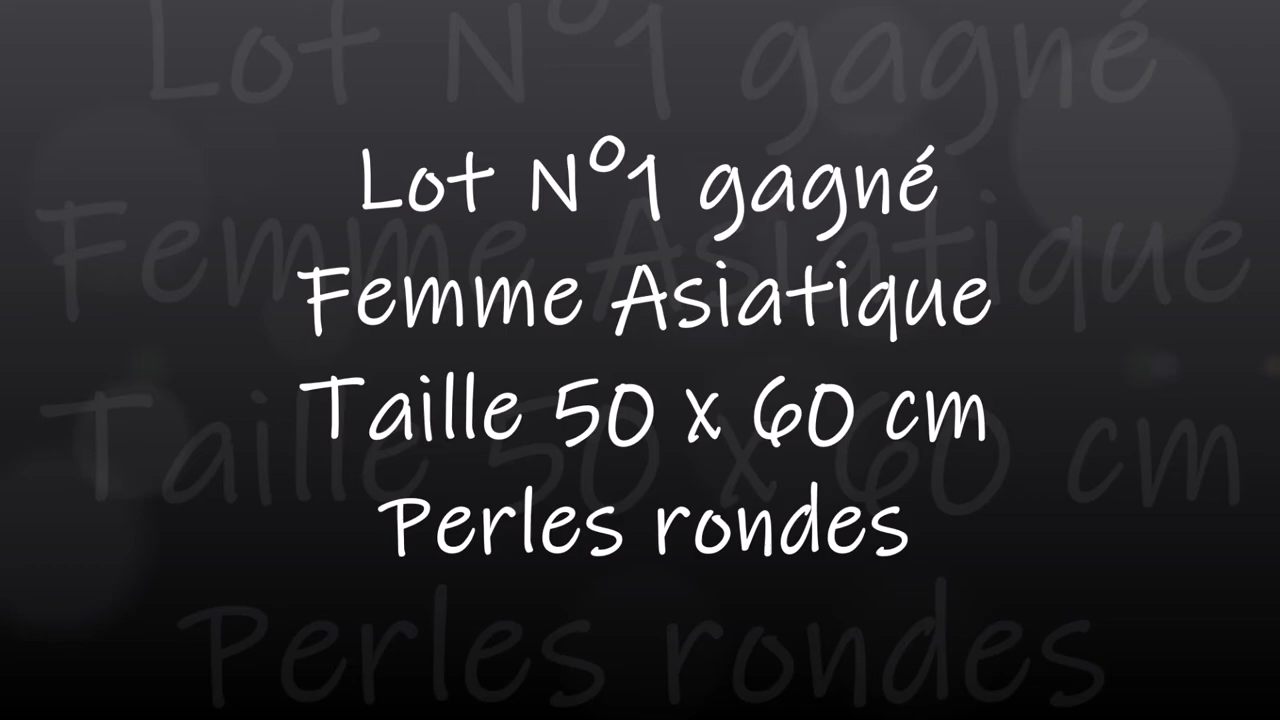 Lot N°1 gagné
Femme Asiatique
Taille 50 x 60 cm
Perles rondes